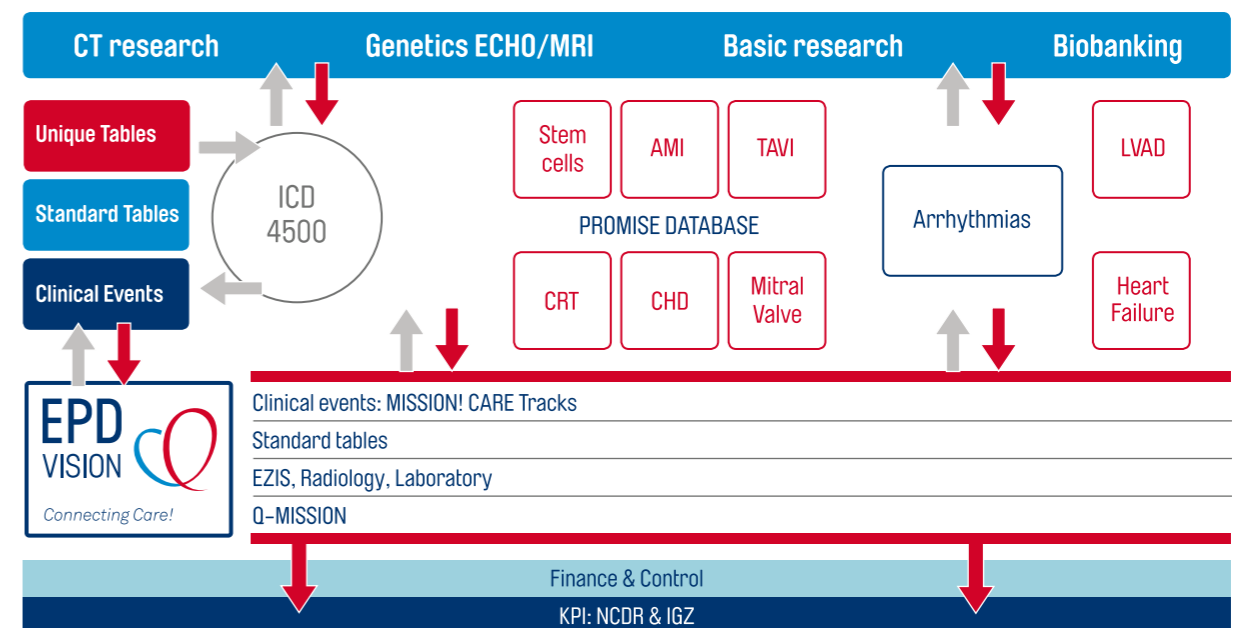 CT research
Genetics ECHO/MRI
Basic research
Biobanking
Unique Tables
Standard Tables
Clinical Events
ICD
4500
Stem
cells
AMI
TAVI
PROMISE DATABASE
CRT
CHD
Mitral
Valve
Arrhythmias
LVAD
Heart
Failure
EPD
VISION
Connecting Care!
Clinical events: MISSION! CARE Tracks
Standard tables
EZIS, Radiology, Laboratory
Q-MISSION
Finance & Control
KPI: NCDR & IGZ